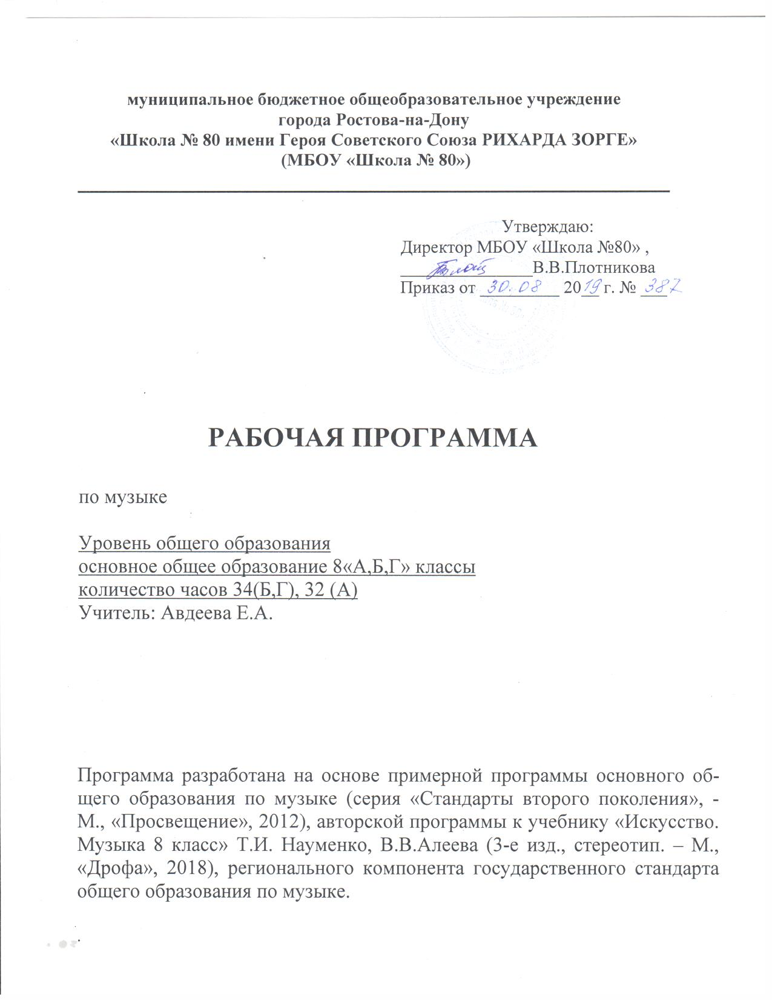 муниципальное бюджетное общеобразовательное учреждение
города Ростова-на-Дону
«Школа № 80 имени Героя Советского Союза РИХАРДА ЗОРГЕ»
(МБОУ «Школа № 80»)
Утверждаю:
Директор МБОУ «Школа №80» ,
_______________В.В.Плотникова
Приказ от 30.08 2019 г. № 387
РАБОЧАЯ ПРОГРАММА
по музыке
Уровень общего образования
основное общее образование 8«А,Б,Г» классы
количество часов 34(Б,Г), 32 (А)
Учитель: Авдеева Е.А.
Программа разработана на основе примерной программы основного об-
щего образования по музыке (серия «Стандарты второго поколения», -
М., «Просвещение», 2012), авторской программы к учебнику «Искусство.
Музыка 8 класс» Т.И. Науменко, В.В.Алеева (3-е изд., стереотип. – М.,
«Дрофа», 2018), регионального компонента государственного стандарта
общего образования по музыке.